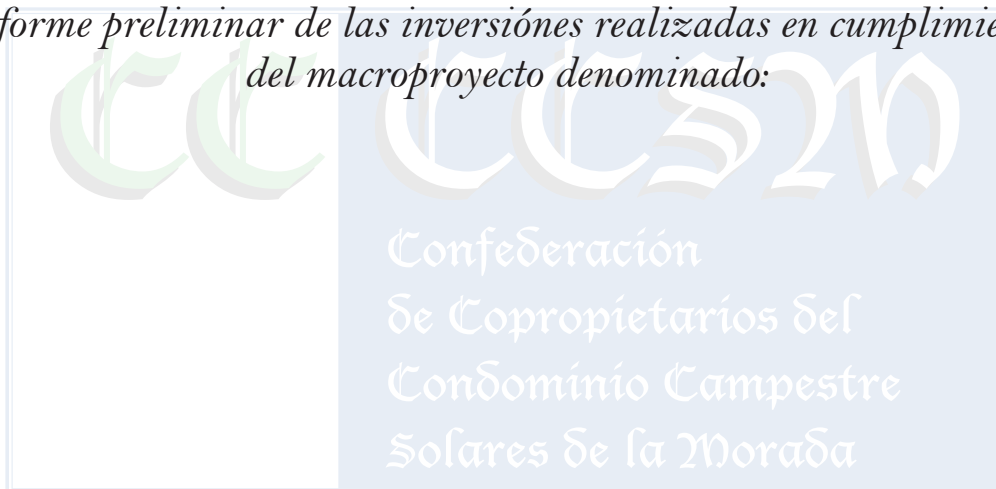 forme preliminar de las inversiónes realizadas en cumplimie
del macroproyecto denominado:
CC CCSM
Confederación
de Copropietarios del
Condominio Campestre
Solares de la Morada